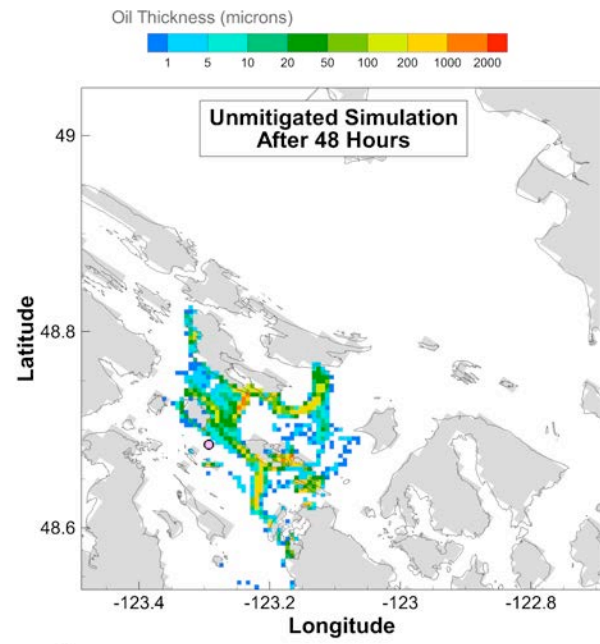 Oil Thickness (microns)
1 5 10 20 50 100 200 1000 2000
Unmitigated Simulation
After 48 Hours
49
48.8
48.6
Latitude
-123.4 -123.2 -123 -122.8
Longitude